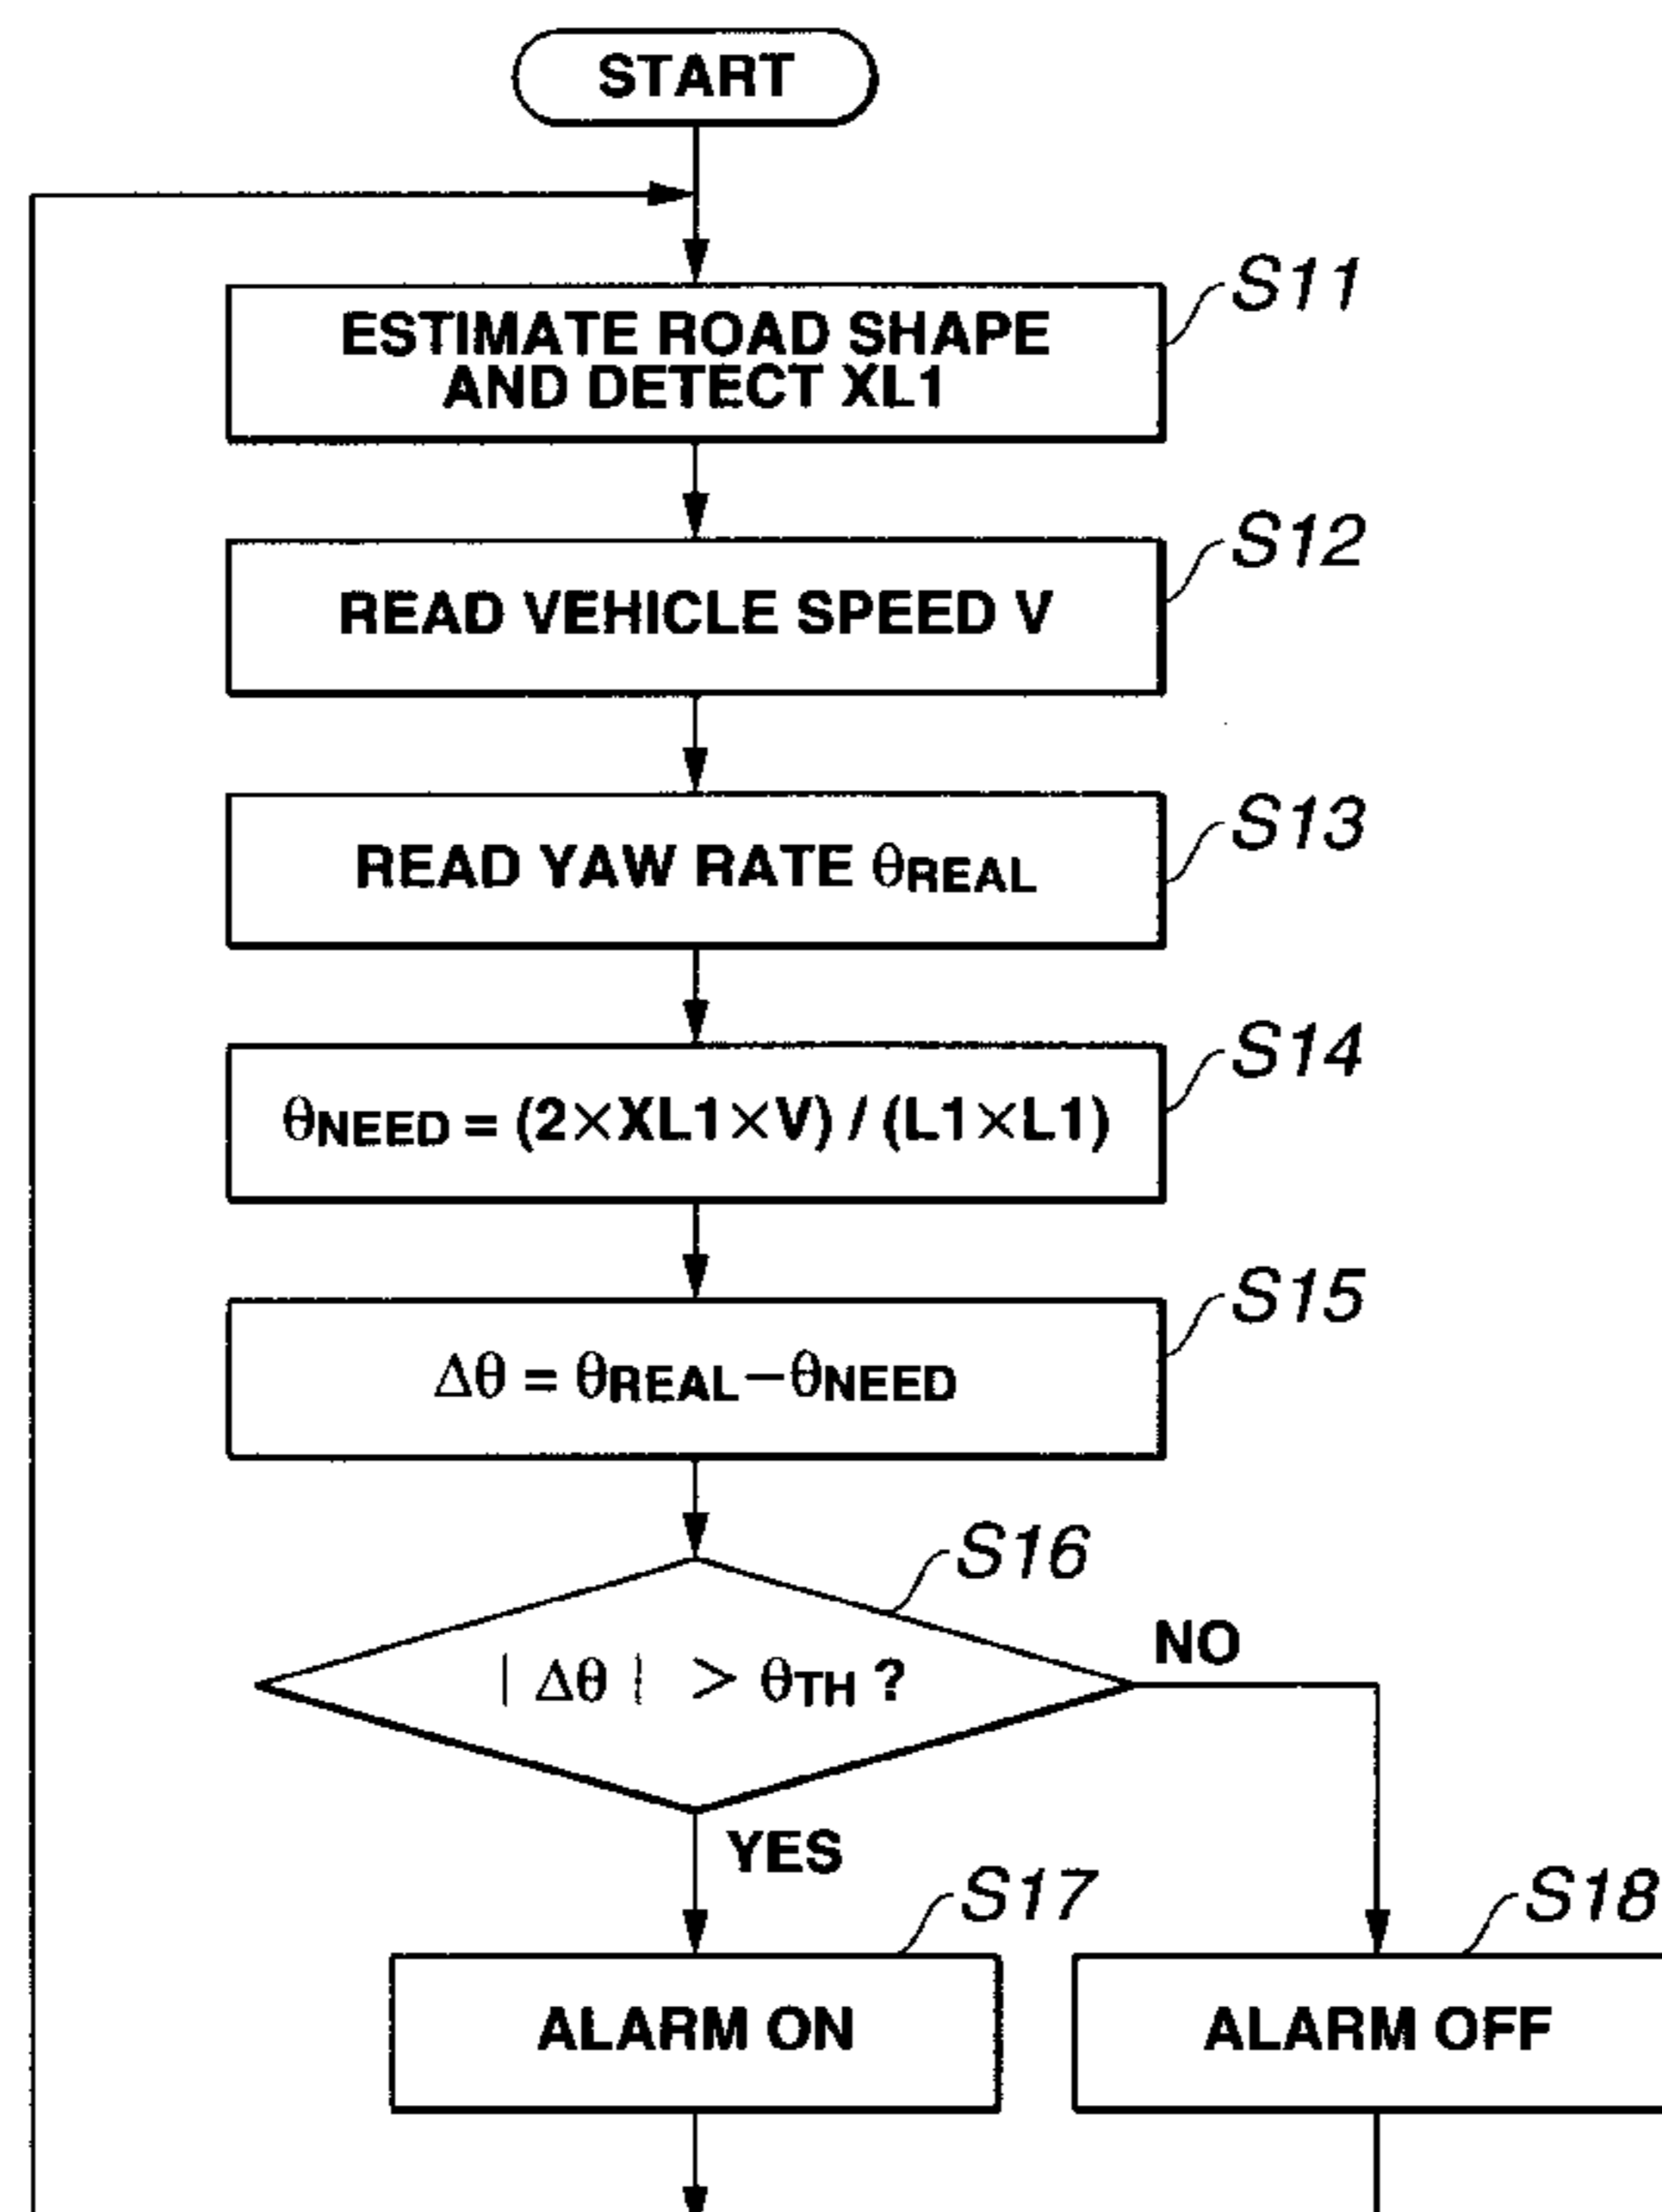 START
S11
ESTIMATE ROAD SHAPE
AND DETECT XL1
S12
READ VEHICLE SPEED V
S13
READ YAW RATE θREAL
S14
θNEED = (2×XL1×V) / (L1×L1)
S15
Δθ = θREAL−θNEED
S16
| Δθ | > θTH ?
NO
YES
S17
S18
ALARM ON
ALARM OFF